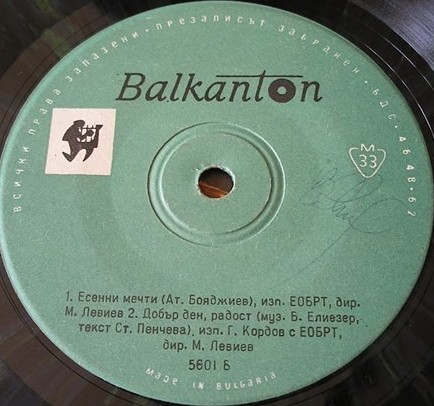 ВСИЧКИ ПРАВА ЗАПАЗЕНИ · ПРЕЗАПИСЪТ ЗАБРАНЕН · БДС · 4648-62
Balkanton
M
33
1. Есенни мечти (Ат. Бояджиев), изп. ЕОБРТ, дир.
М. Левиев 2. Добър ден, радост (муз. Б. Елиезер,
текст Ст. Пенчева), изп. Г. Кордов с ЕОБРТ,
дир. М. Левиев
5601 Б
MADE IN BULGARIA